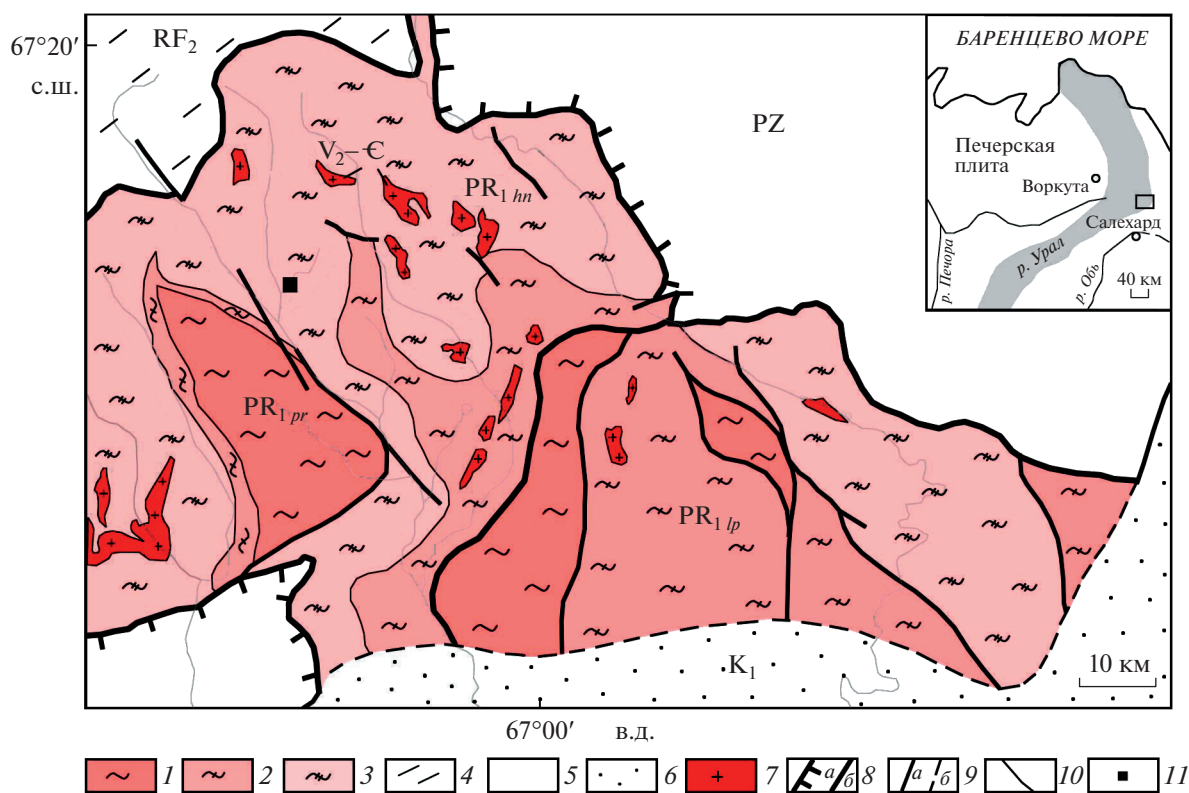 67°20′
с.ш.
RF₂
PZ
V₂–Є
PR₁ hn
PR₁ pr
PR₁ lp
K₁
10 км
67°00′ в.д.
БАРЕНЦЕВО МОРЕ
Печерская
плита
Воркута
Салехард
р. Печора
р. Урал
р. Обь
40 км
1 2 3 4 5 6 7 а б 8 а б 9 10 11